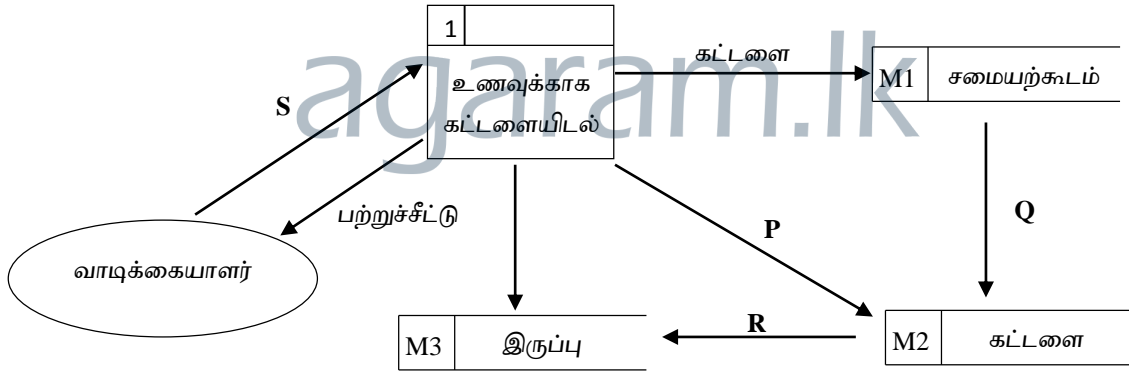 1
agaram.lk
உணவுக்காக
கட்டளையிடல்
கட்டளை
M1 சமையற்கூடம்
S
பற்றுச்சீட்டு
P
Q
வாடிக்கையாளர்
M3 இருப்பு
R
M2 கட்டளை